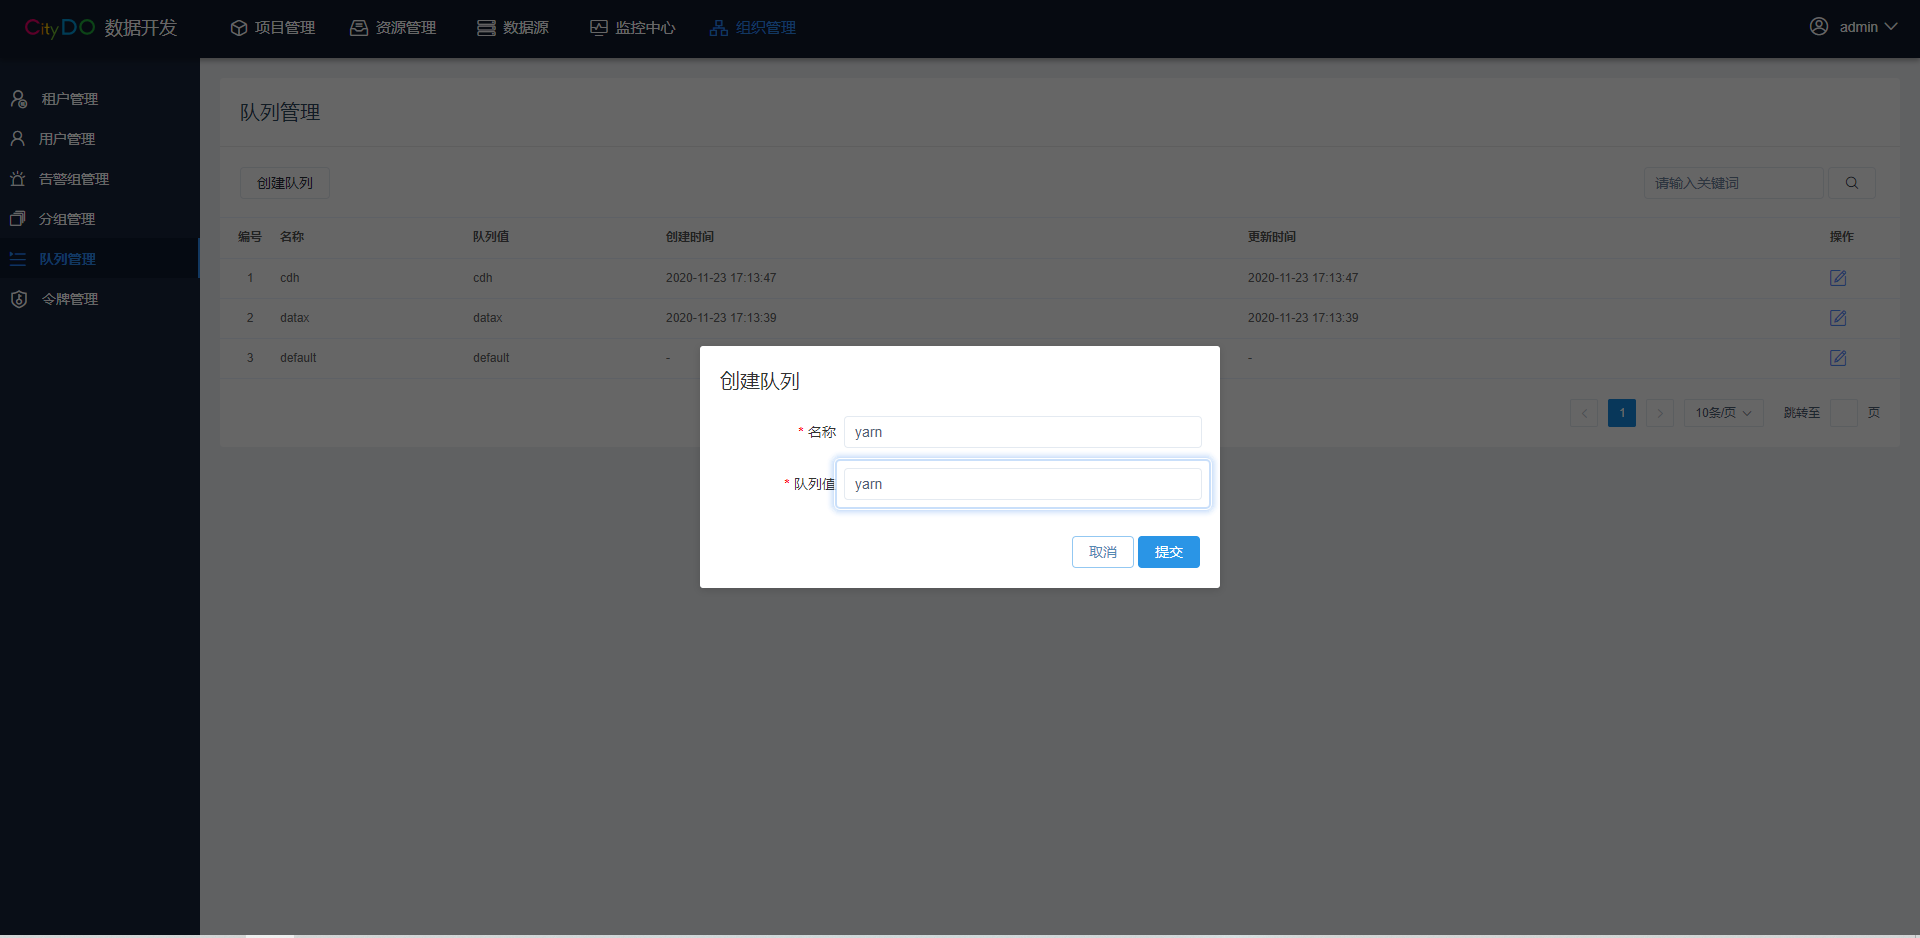 CityDO 数据开发 项目管理 资源管理 数据源 监控中心 组织管理 admin
租户管理
用户管理
告警组管理
分组管理
队列管理
令牌管理
队列管理
创建队列 请输入关键词
编号 名称 队列值 创建时间 更新时间 操作
1 cdh cdh 2020-11-23 17:13:47 2020-11-23 17:13:47
2 datax datax 2020-11-23 17:13:39 2020-11-23 17:13:39
3 default default - -
1 10条/页 跳转至 页
创建队列
* 名称 yarn
* 队列值 yarn
取消 提交